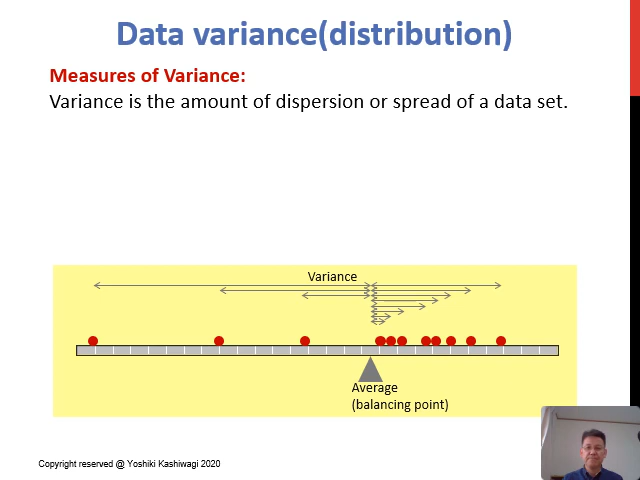 Data variance(distribution)
Measures of Variance:
Variance is the amount of dispersion or spread of a data set.
Variance
Average
(balancing point)
Copyright reserved @ Yoshiki Kashiwagi 2020